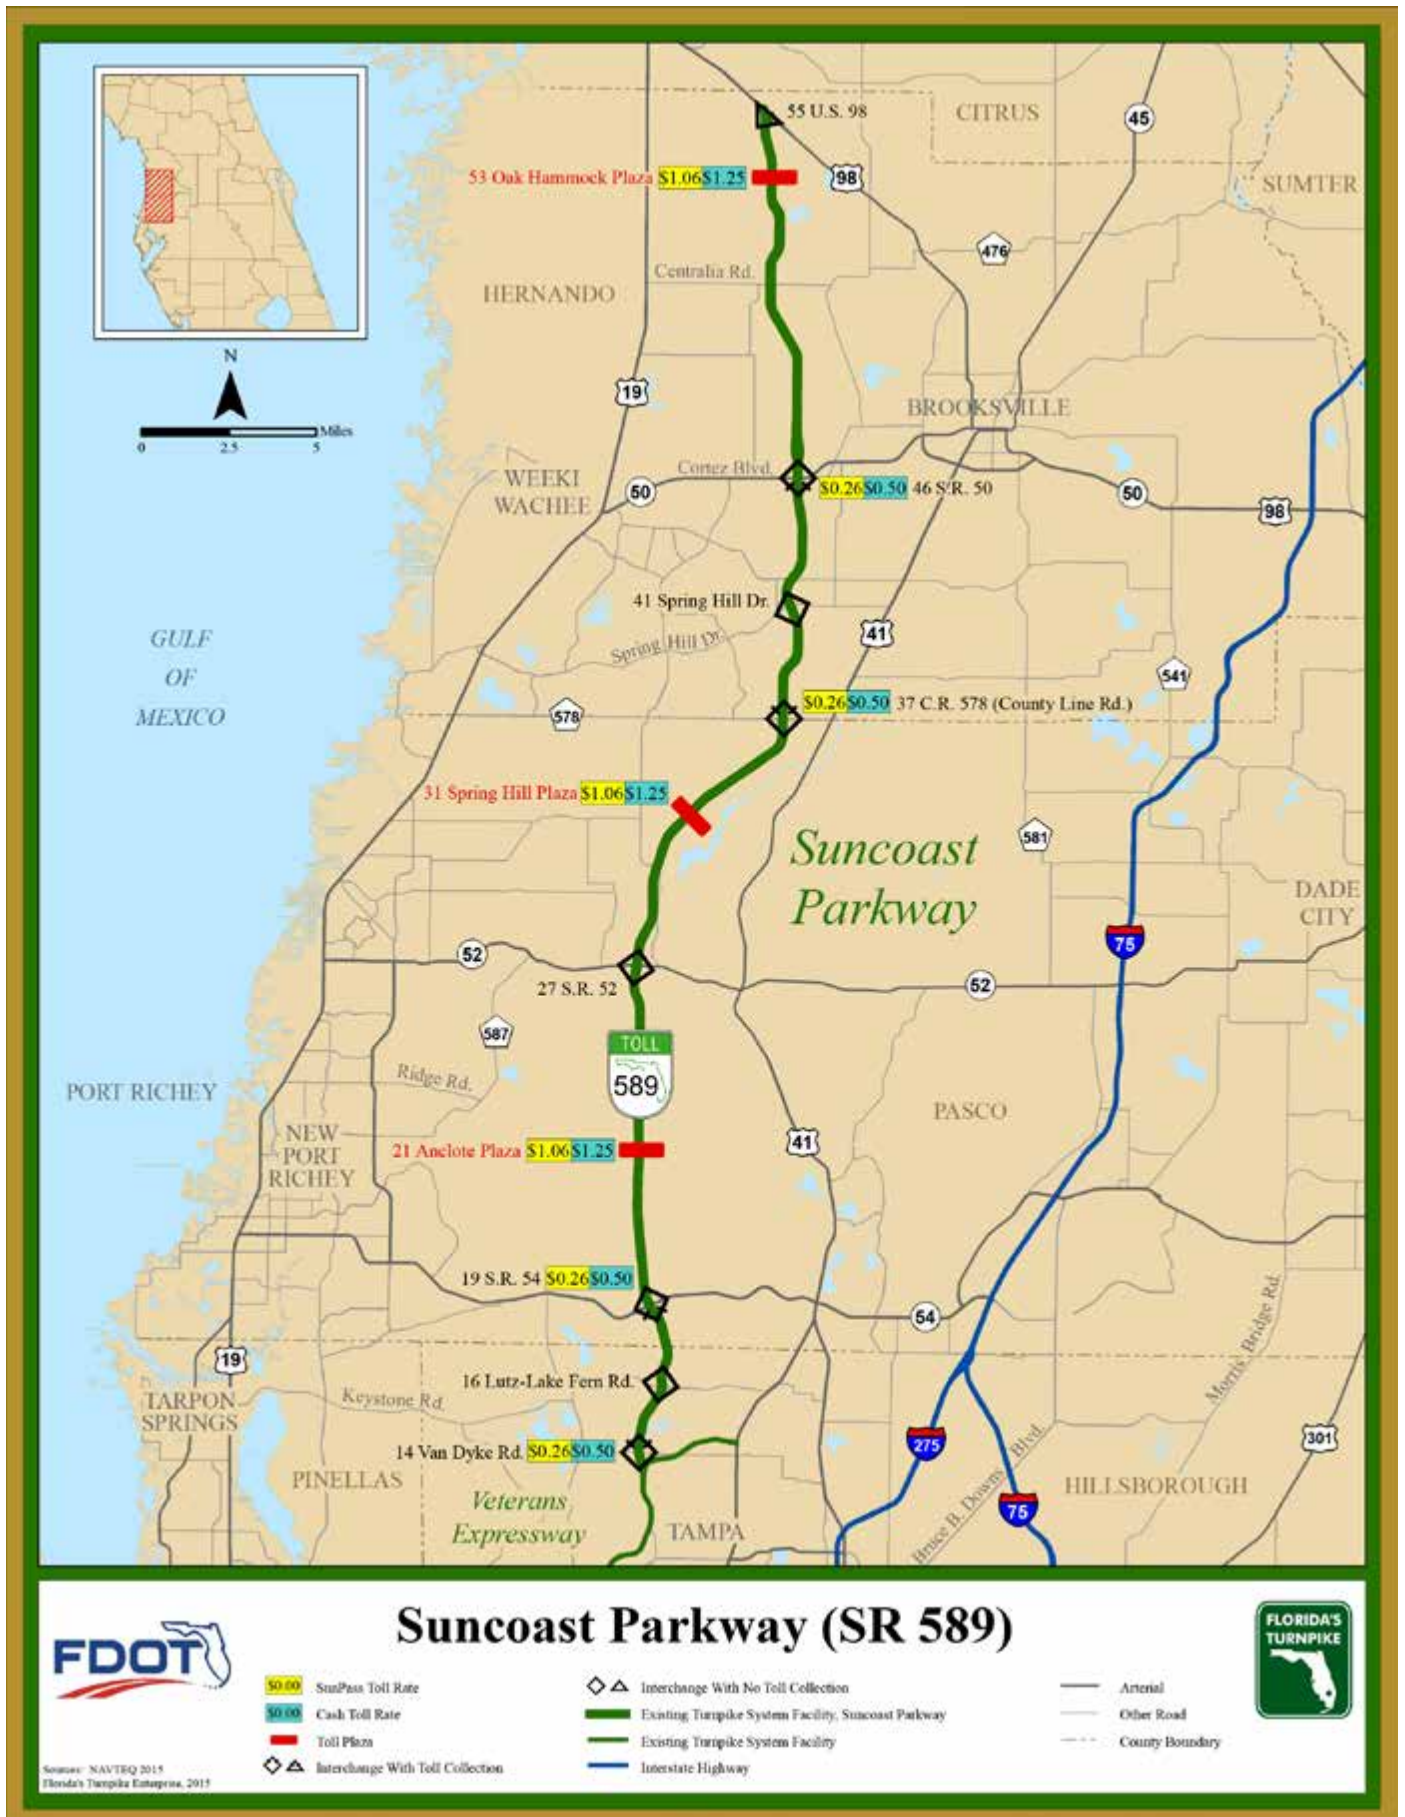 55 U.S. 98
CITRUS
45
53 Oak Hammock Plaza $1.06 $1.25
98
SUMTER
476
Centralia Rd.
HERNANDO
N
19
0 2.5 5 Miles
BROOKSVILLE
Cortez Blvd.
WEEKI
WACHEE
50
$0.26 $0.50 46 S.R. 50
50
98
41 Spring Hill Dr.
Spring Hill Dr.
41
GULF
OF
MEXICO
541
578
$0.26 $0.50 37 C.R. 578 (County Line Rd.)
31 Spring Hill Plaza $1.06 $1.25
Suncoast
Parkway
581
DADE
CITY
75
52
27 S.R. 52
52
587
TOLL
589
Ridge Rd.
PORT RICHEY
PASCO
NEW
PORT
RICHEY
41
21 Anclote Plaza $1.06 $1.25
19 S.R. 54 $0.26 $0.50
54
Morris Bridge Rd.
19
16 Lutz-Lake Fern Rd.
Keystone Rd.
TARPON
SPRINGS
14 Van Dyke Rd. $0.26 $0.50
275
301
PINELLAS
Bruce B. Downs Blvd.
HILLSBOROUGH
Veterans
Expressway
TAMPA
75
Suncoast Parkway (SR 589)
FDOT
FLORIDA'S
TURNPIKE
$0.00 SunPass Toll Rate
$0.00 Cash Toll Rate
Toll Plaza
Interchange With Toll Collection
Interchange With No Toll Collection
Existing Turnpike System Facility, Suncoast Parkway
Existing Turnpike System Facility
Interstate Highway
Arterial
Other Road
County Boundary
Sources: NAVTEQ 2015
Florida's Turnpike Enterprise, 2015